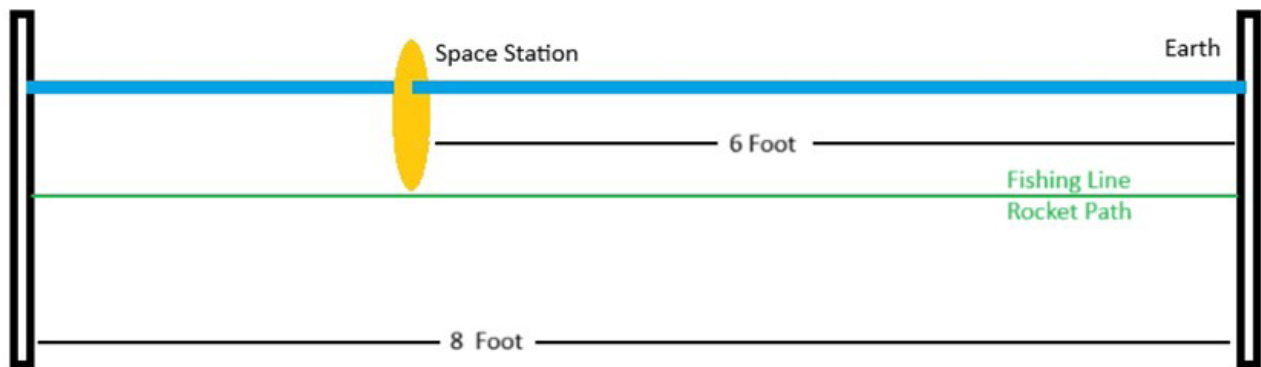 Space Station
Earth
6 Foot
Fishing Line
Rocket Path
8 Foot